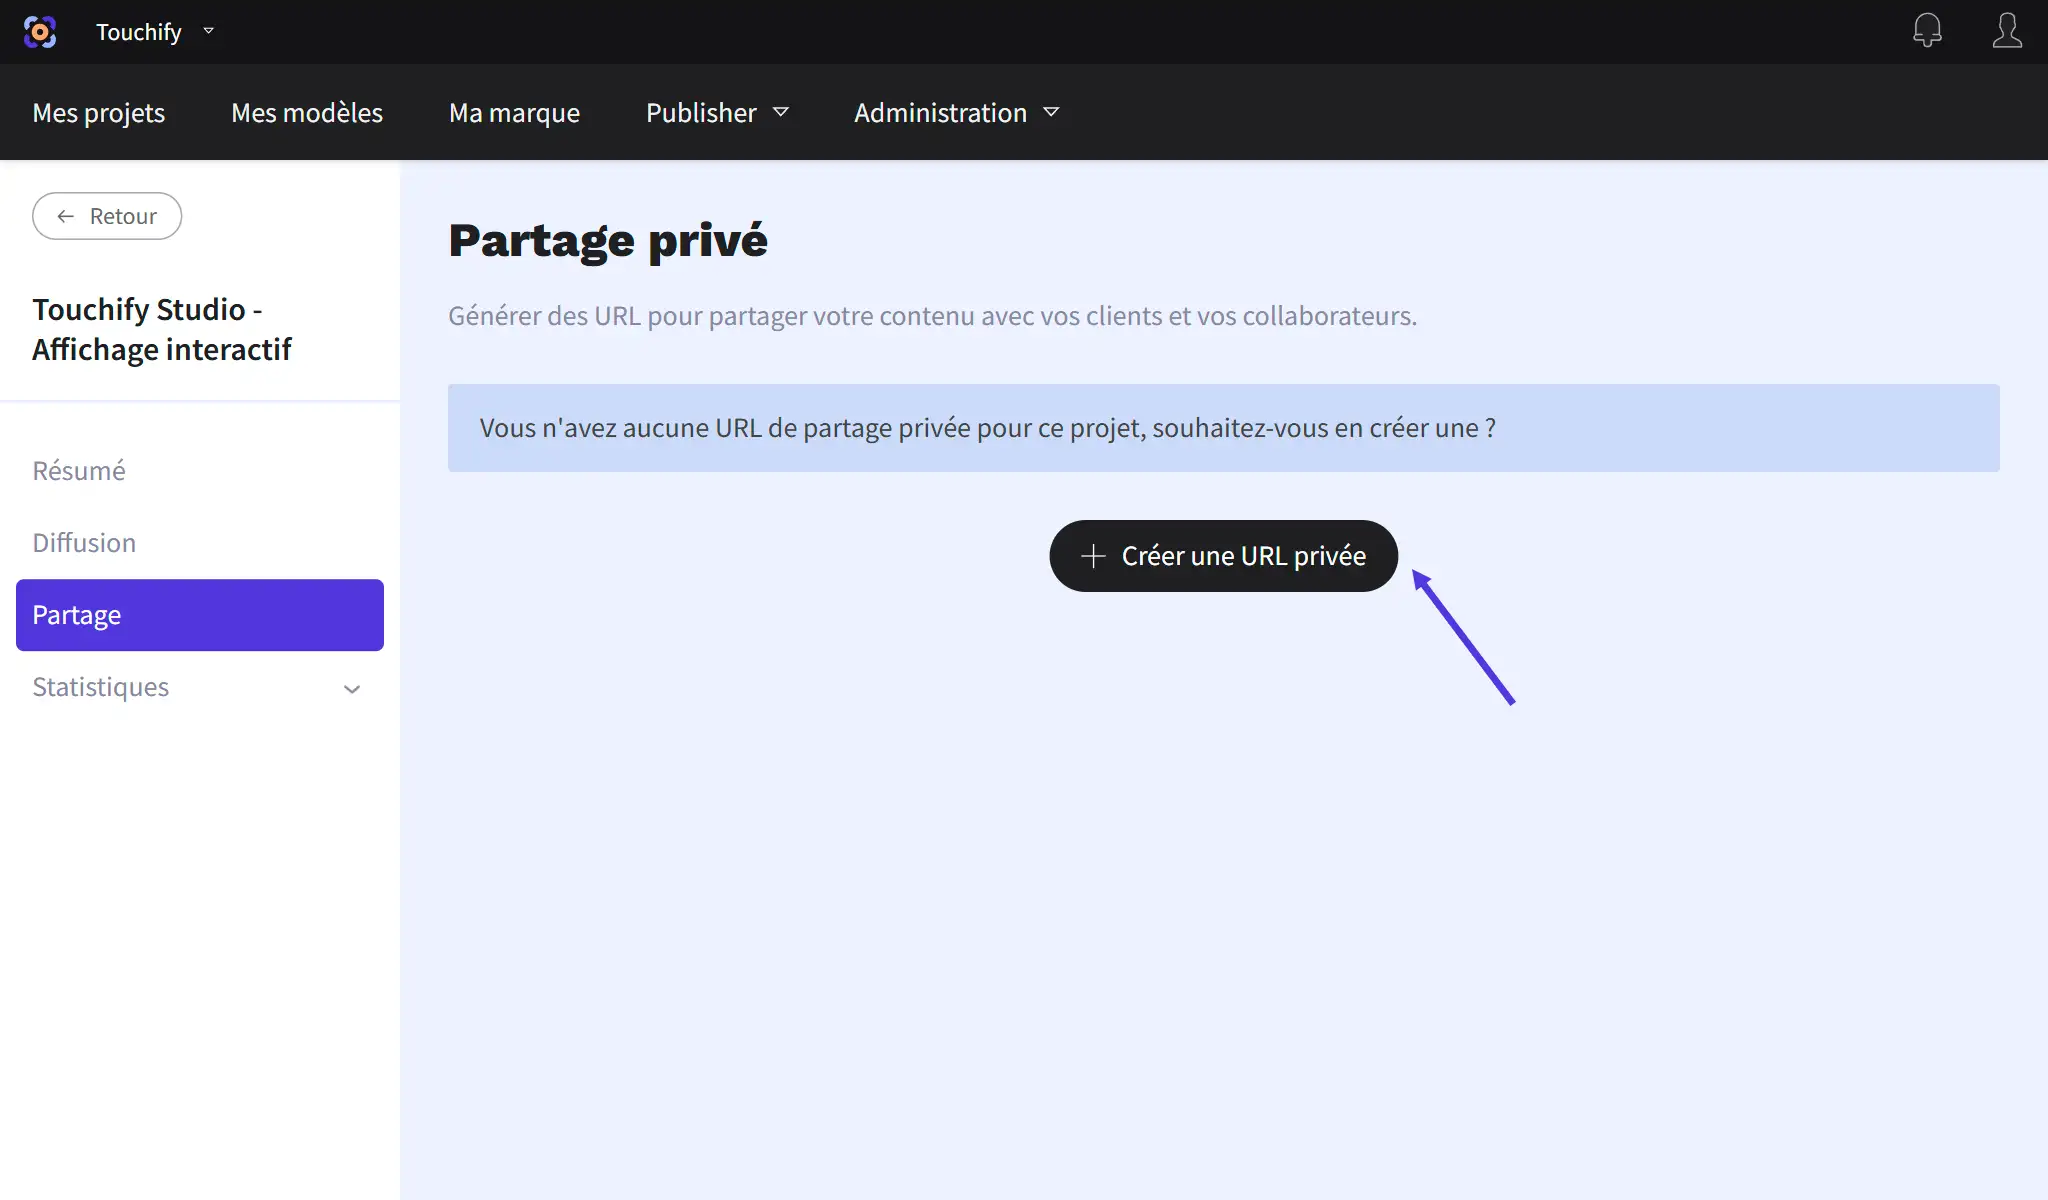 Touchify
Mes projets
Mes modèles
Ma marque
Publisher
Administration
Retour
Touchify Studio -
Affichage interactif
Résumé
Diffusion
Partage
Statistiques
Partage privé
Générer des URL pour partager votre contenu avec vos clients et vos collaborateurs.
Vous n'avez aucune URL de partage privée pour ce projet, souhaitez-vous en créer une ?
Créer une URL privée